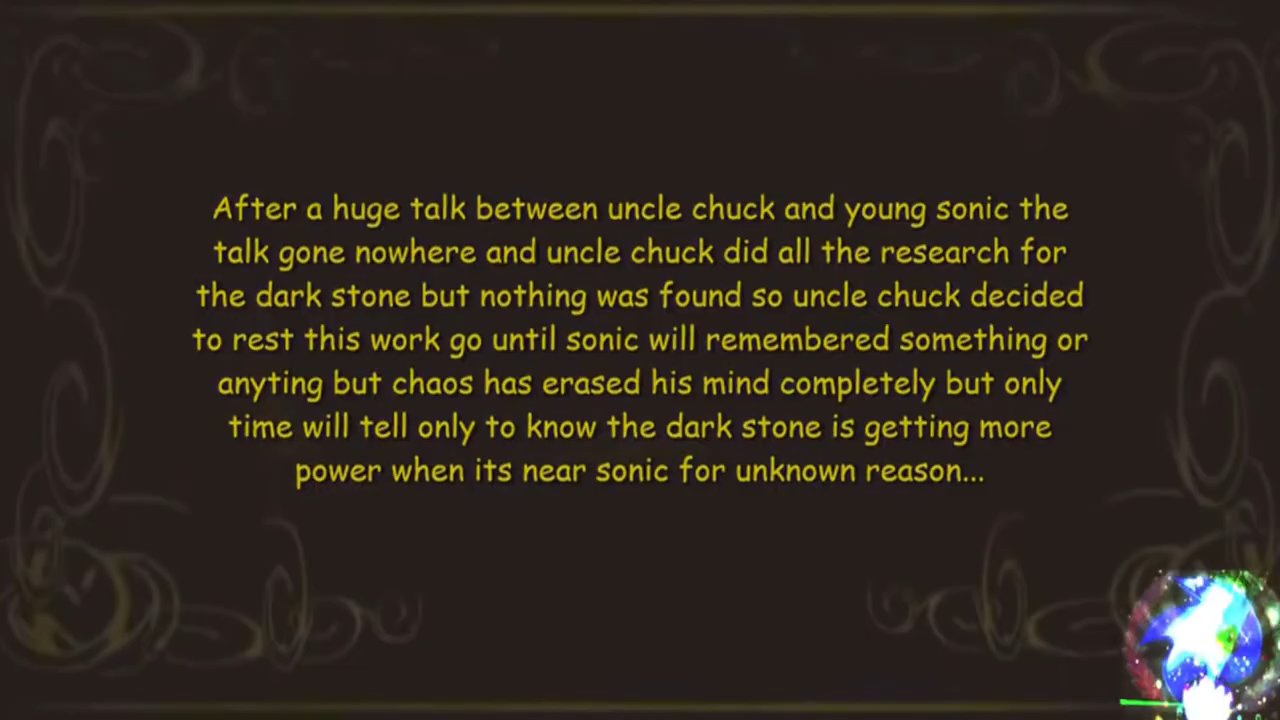 After a huge talk between uncle chuck and young sonic the
talk gone nowhere and uncle chuck did all the research for
the dark stone but nothing was found so uncle chuck decided
to rest this work go until sonic will remembered something or
anyting but chaos has erased his mind completely but only
time will tell only to know the dark stone is getting more
power when its near sonic for unknown reason...